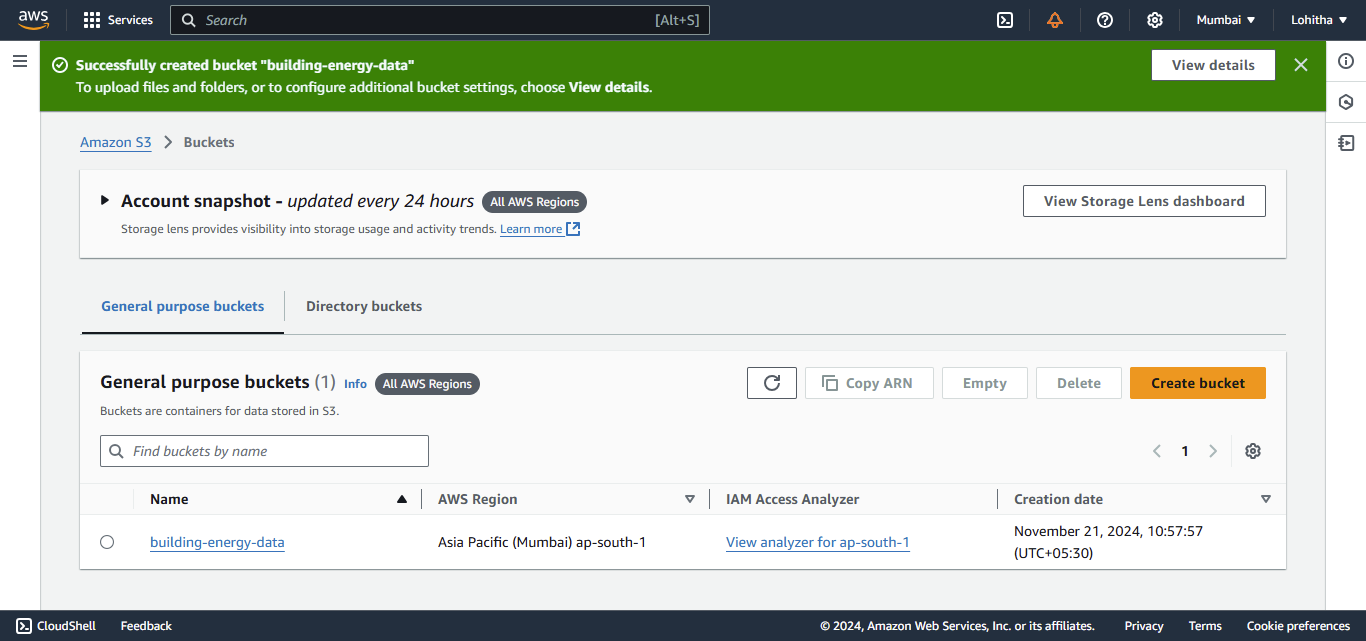 aws
Services
Search [Alt+S]
Mumbai
Lohitha
Successfully created bucket "building-energy-data"
To upload files and folders, or to configure additional bucket settings, choose View details.
View details
Amazon S3 > Buckets
Account snapshot - updated every 24 hours All AWS Regions
Storage lens provides visibility into storage usage and activity trends. Learn more
View Storage Lens dashboard
General purpose buckets
Directory buckets
General purpose buckets (1) Info All AWS Regions
Buckets are containers for data stored in S3.
Copy ARN
Empty
Delete
Create bucket
Find buckets by name
1
Name AWS Region IAM Access Analyzer Creation date
building-energy-data Asia Pacific (Mumbai) ap-south-1 View analyzer for ap-south-1 November 21, 2024, 10:57:57
(UTC+05:30)
CloudShell Feedback © 2024, Amazon Web Services, Inc. or its affiliates. Privacy Terms Cookie preferences